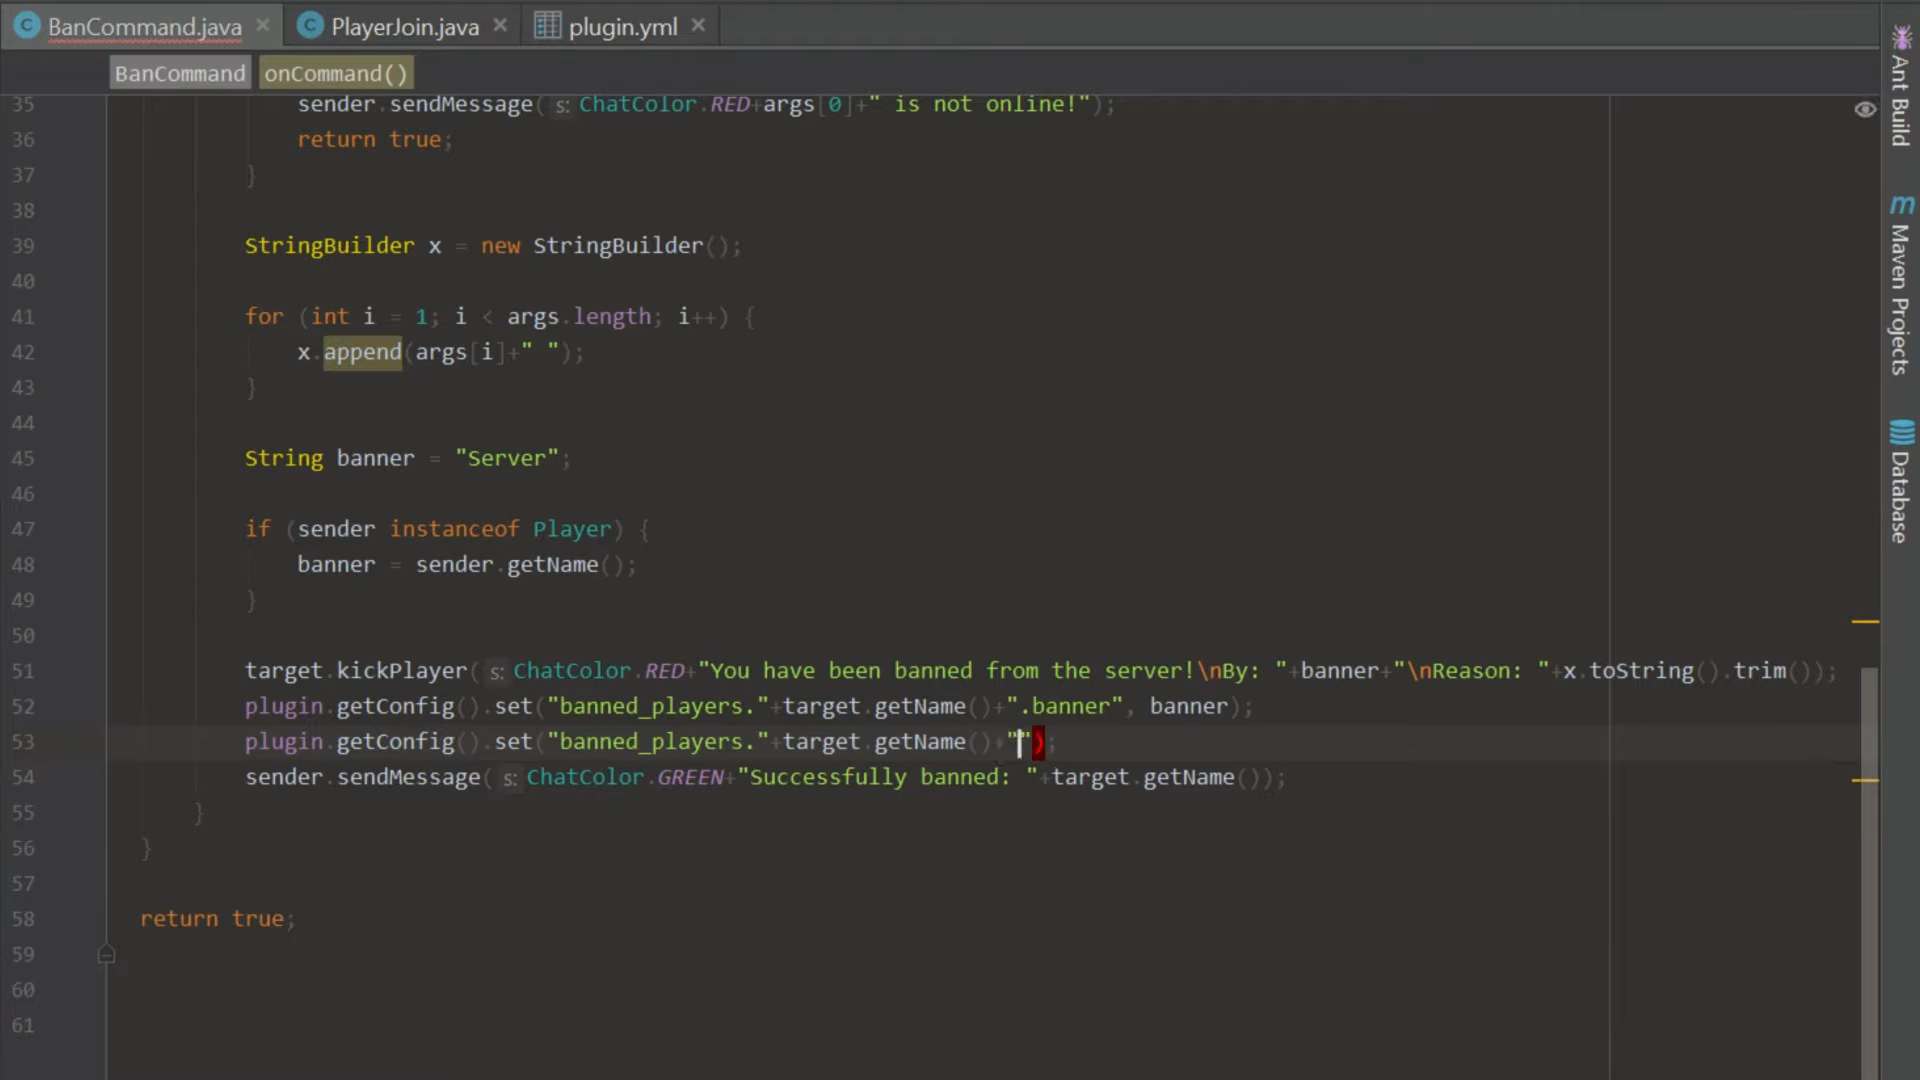 BanCommand.java
PlayerJoin.java
plugin.yml
BanCommand
onCommand()
35 sender.sendMessage( s: ChatColor.RED+args[0]+" is not online!");
36 return true;
37 }
38
39 StringBuilder x = new StringBuilder();
40
41 for (int i = 1; i < args.length; i++) {
42 x.append(args[i]+" ");
43 }
44
45 String banner = "Server";
46
47 if (sender instanceof Player) {
48 banner = sender.getName();
49 }
50
51 target.kickPlayer( s: ChatColor.RED+"You have been banned from the server!\nBy: "+banner+"\nReason: "+x.toString().trim());
52 plugin.getConfig().set("banned_players."+target.getName()+".banner", banner);
53 plugin.getConfig().set("banned_players."+target.getName()+"");
54 sender.sendMessage( s: ChatColor.GREEN+"Successfully banned: "+target.getName());
55 }
56 }
57
58 return true;
59
60
61
Ant Build
Maven Projects
Database